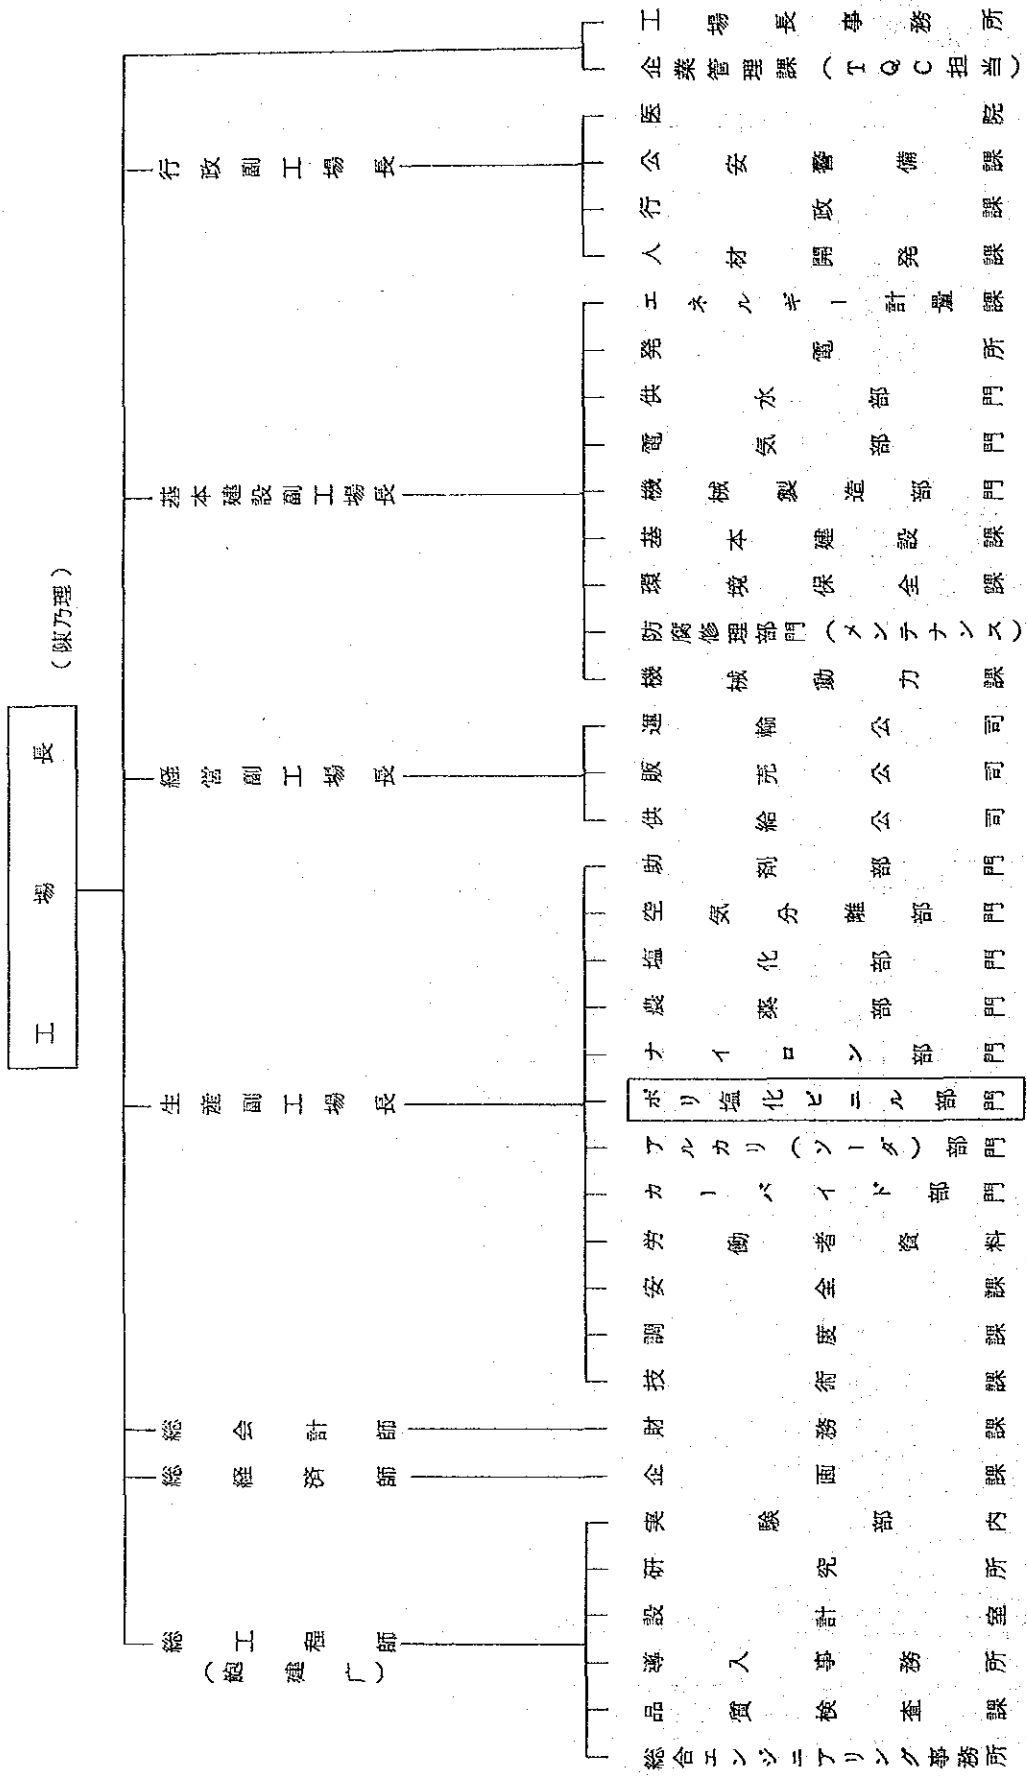 工場長
(陳乃理)
工場長事務所
企業管理課(TQC担当)
行政副工場長
医院
公安警備課
行政課
人材開発課
基本建設副工場長
エネルギー計量課
発電所
供水部門
電気部門
機械製造部門
基本建設課
環境保全課
防腐修理部門(メンテナンス)
機械動力課
経営副工場長
運輸公司
販売公司
供給公司
生産副工場長
助剤部門
空気分離部門
塩化部門
農薬部門
ナイロン部門
ポリ塩化ビニル部門
アルカリ(ソーダ)部門
カーバイド部門
労働者資料
安全課
調度課
技術課
総会計師
財務課
総経済師
企画課
総工程師
(鮑建广)
実験部内
研究所
設計室
導入事務所
品質検査課
総合エンジニアリング事務所